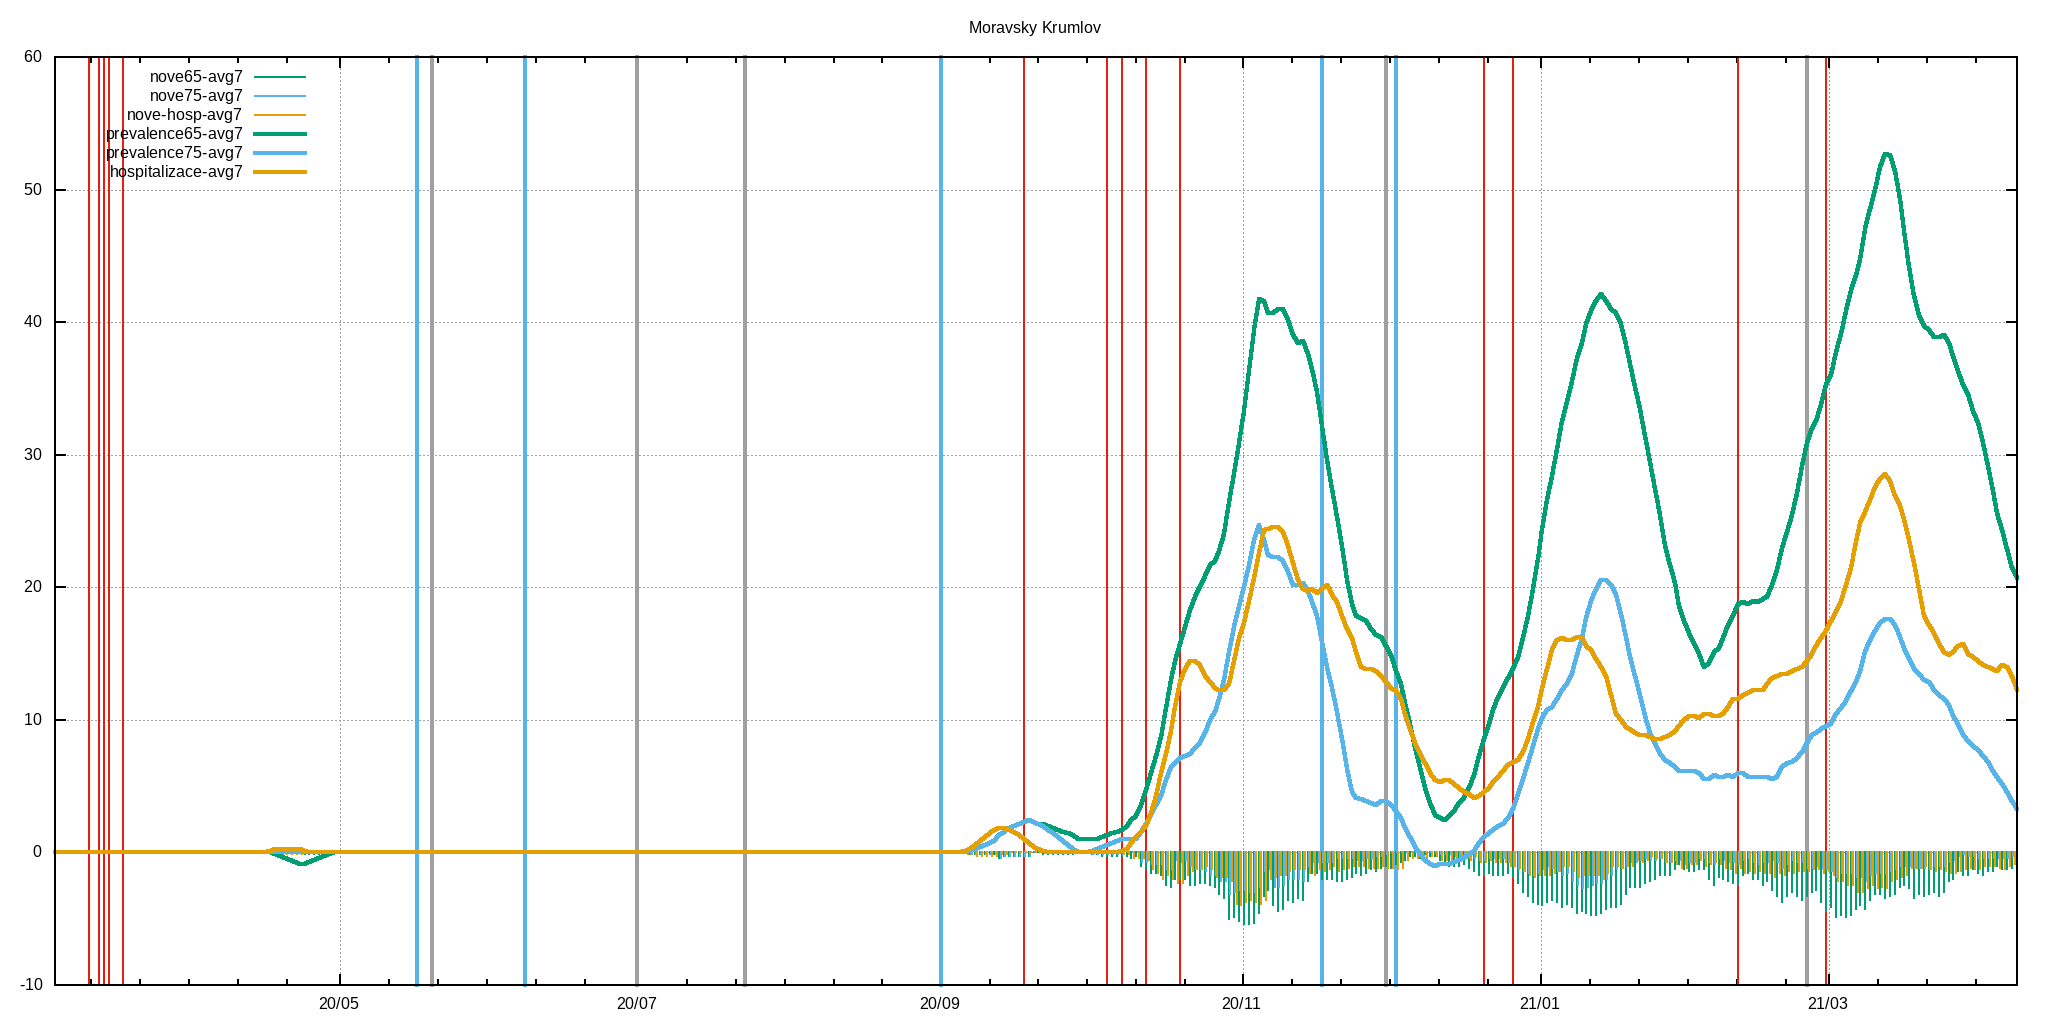 Moravsky Krumlov
60
nove65-avg7
nove75-avg7
nove-hosp-avg7
prevalence65-avg7
prevalence75-avg7
hospitalizace-avg7
50
40
30
20
10
0
-10
20/05 20/07 20/09 20/11 21/01 21/03